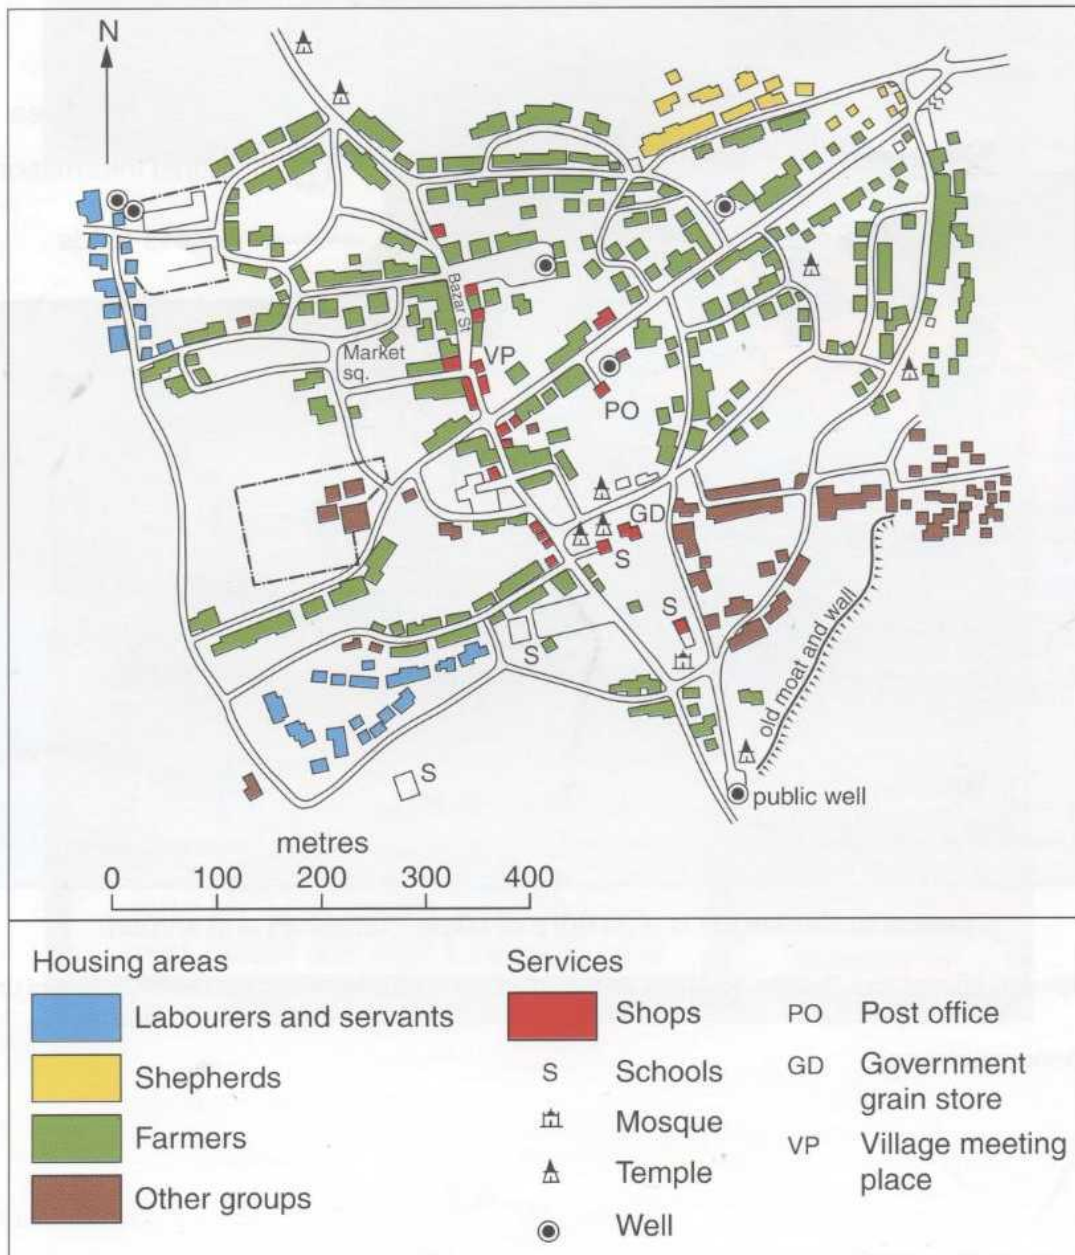 N
Bazar St
Market
sq.
VP
PO
GD
S
S
S
old moat and wall
S
public well
metres
0 100 200 300 400
Housing areas
Labourers and servants
Shepherds
Farmers
Other groups
Services
Shops
S Schools
Mosque
Temple
Well
PO Post office
GD Government
grain store
VP Village meeting
place